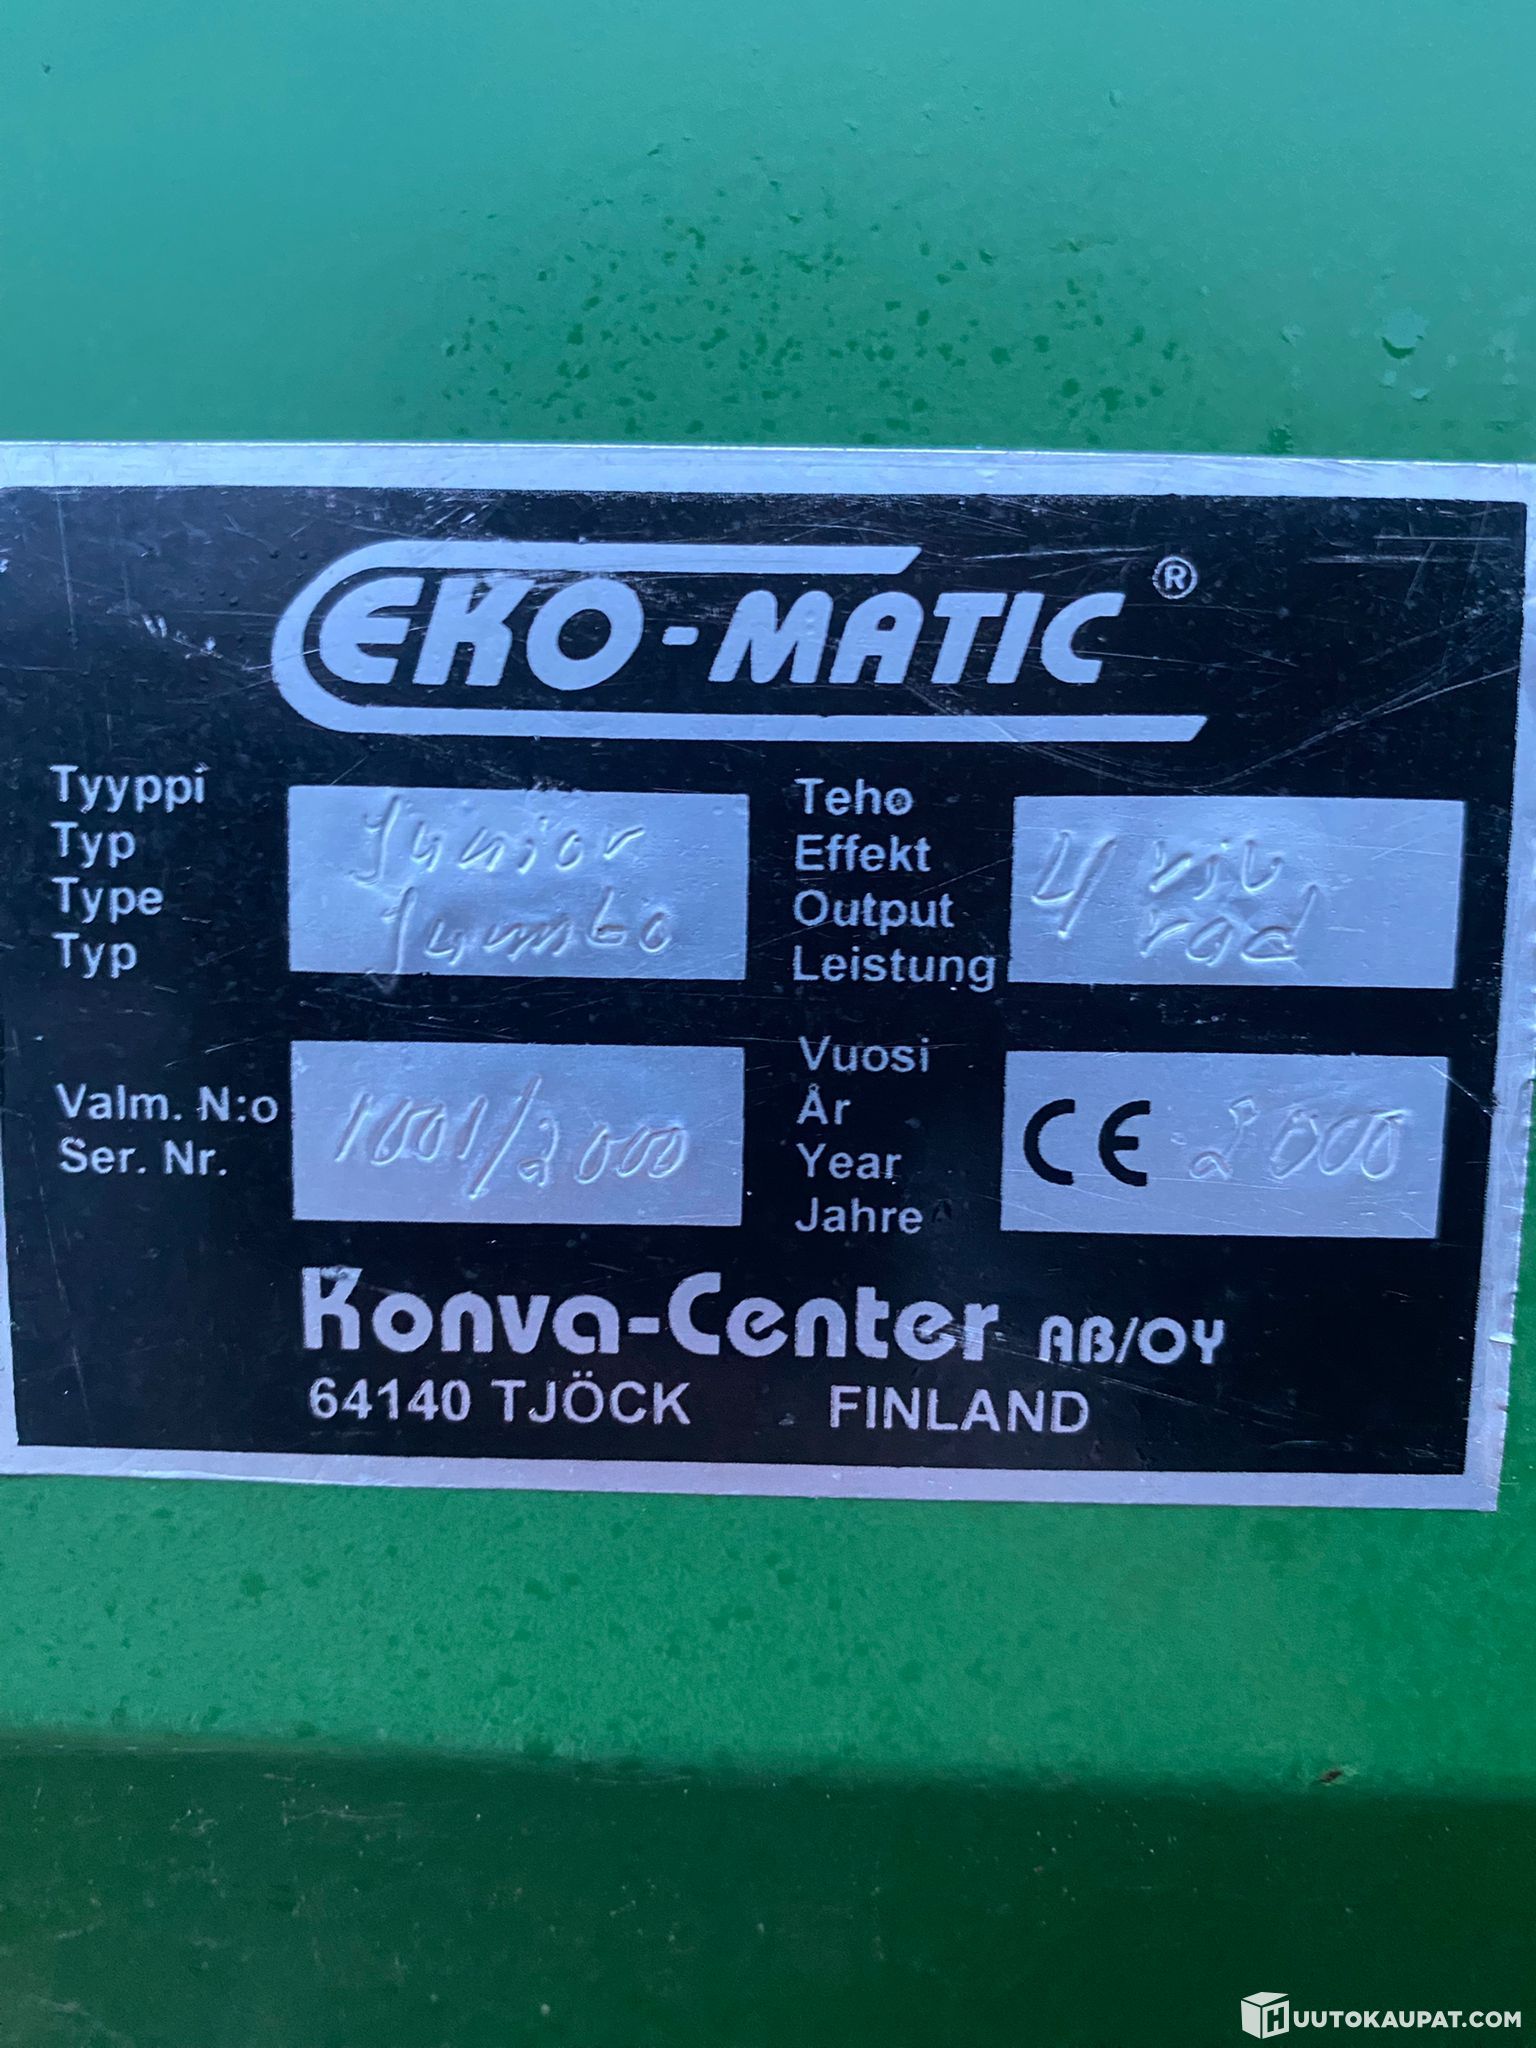 EKO-MATIC ®
Tyyppi
Typ
Type
Typ
Junior
Jumbo
Teho
Effekt
Output
Leistung
4 riv
rad
Valm. N:o
Ser. Nr.
1001/2000
Vuosi
År
Year
Jahre
CE 2000
Konva-Center AB/OY
64140 TJÖCK FINLAND
HUUTOKAUPAT.COM